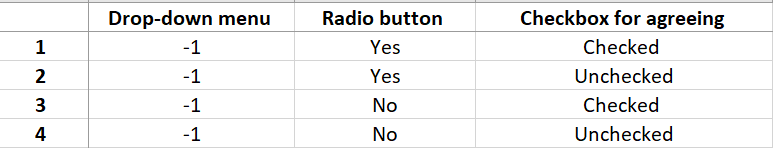 Drop-down menu Radio button Checkbox for agreeing
1 -1 Yes Checked
2 -1 Yes Unchecked
3 -1 No Checked
4 -1 No Unchecked